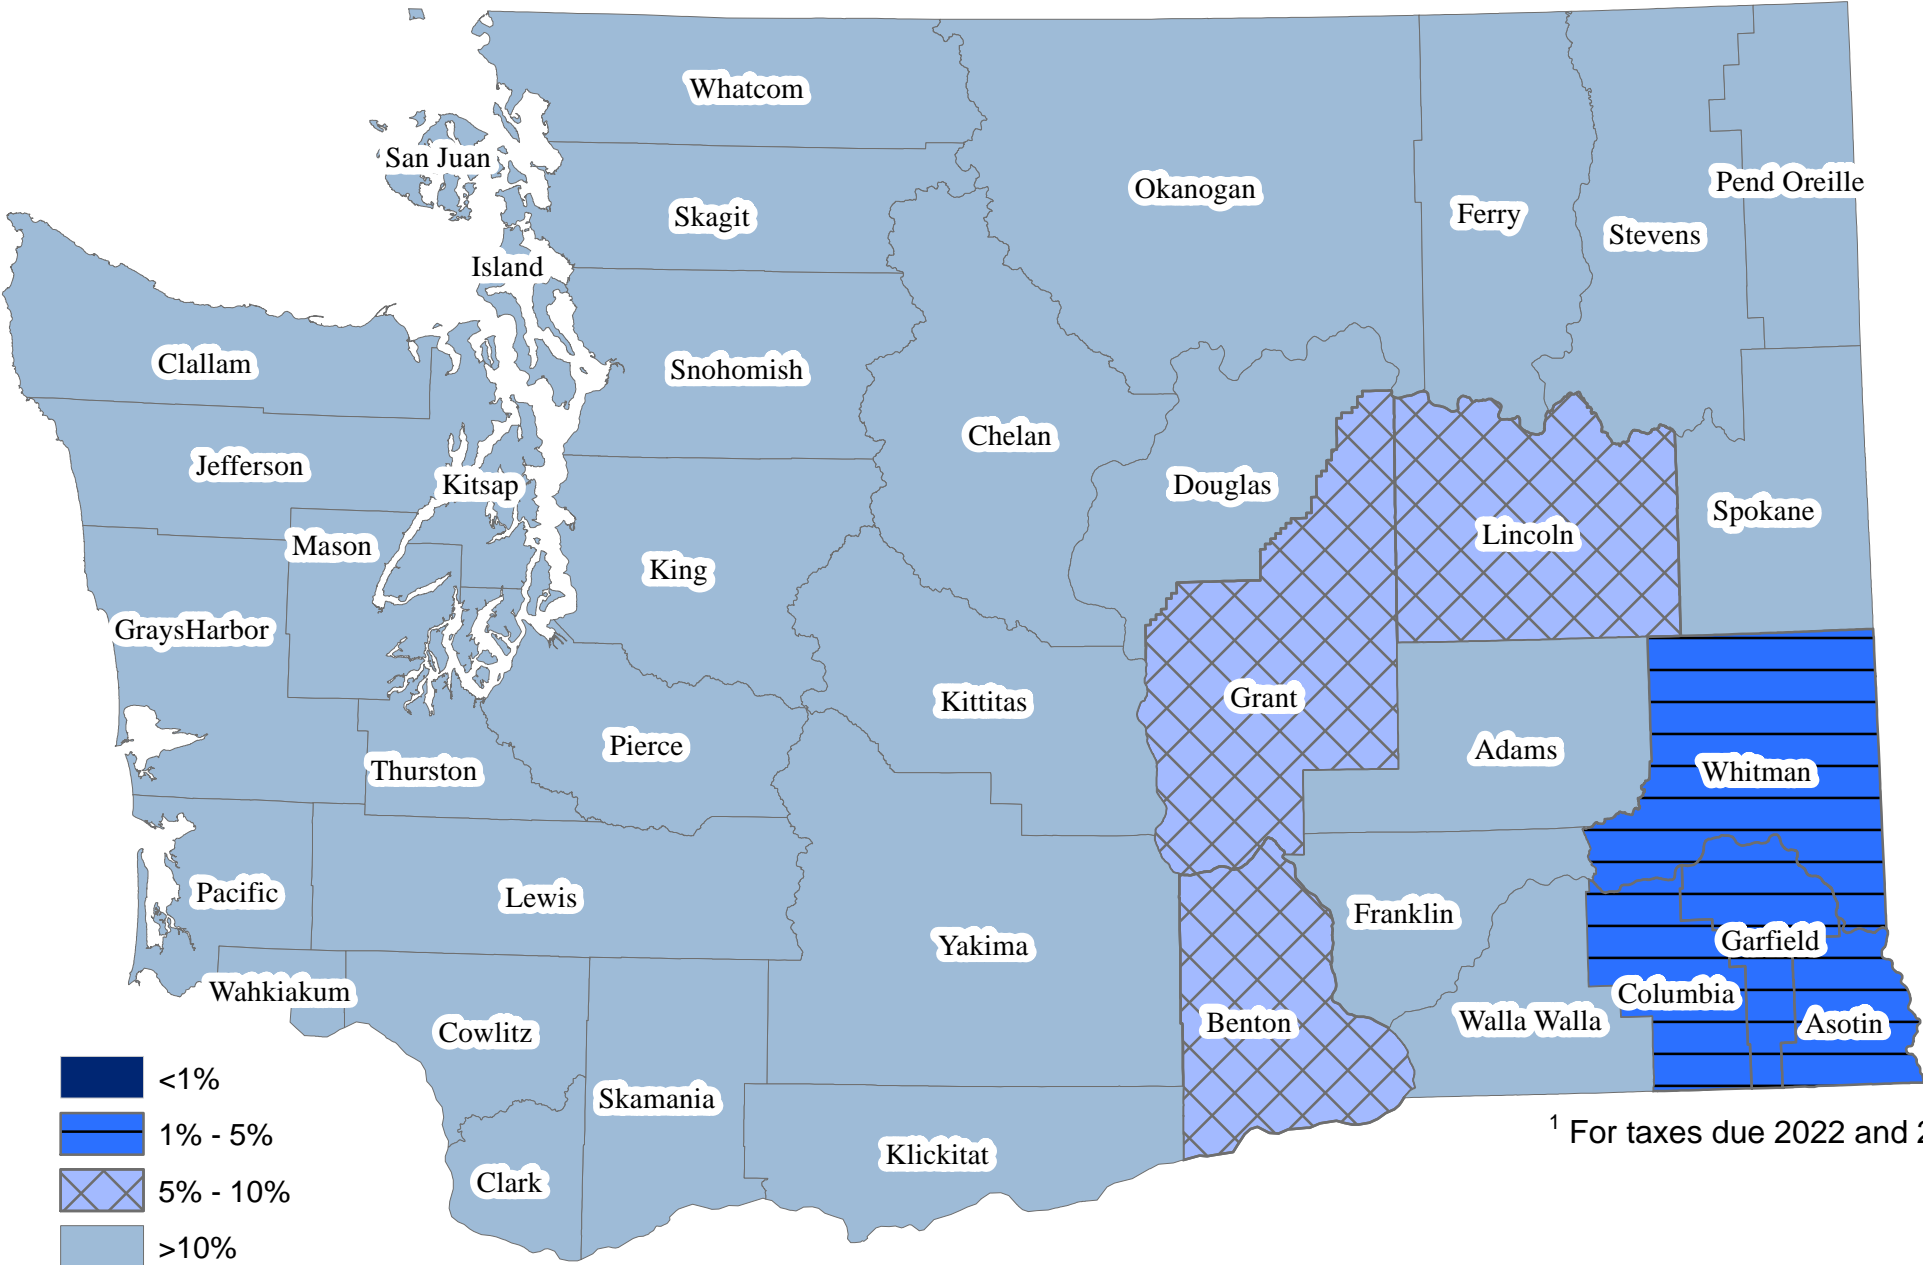 Whatcom
San Juan
Okanogan
Pend Oreille
Skagit
Ferry
Stevens
Island
Clallam
Snohomish
Chelan
Jefferson
Kitsap
Douglas
Spokane
Lincoln
Mason
King
GraysHarbor
Grant
Kittitas
Pierce
Adams
Thurston
Whitman
Pacific
Lewis
Franklin
Yakima
Garfield
Wahkiakum
Columbia
Cowlitz
Benton
Walla Walla
Asotin
<1%
Skamania
1% - 5%
¹ For taxes due 2022 and
Klickitat
Clark
5% - 10%
>10%